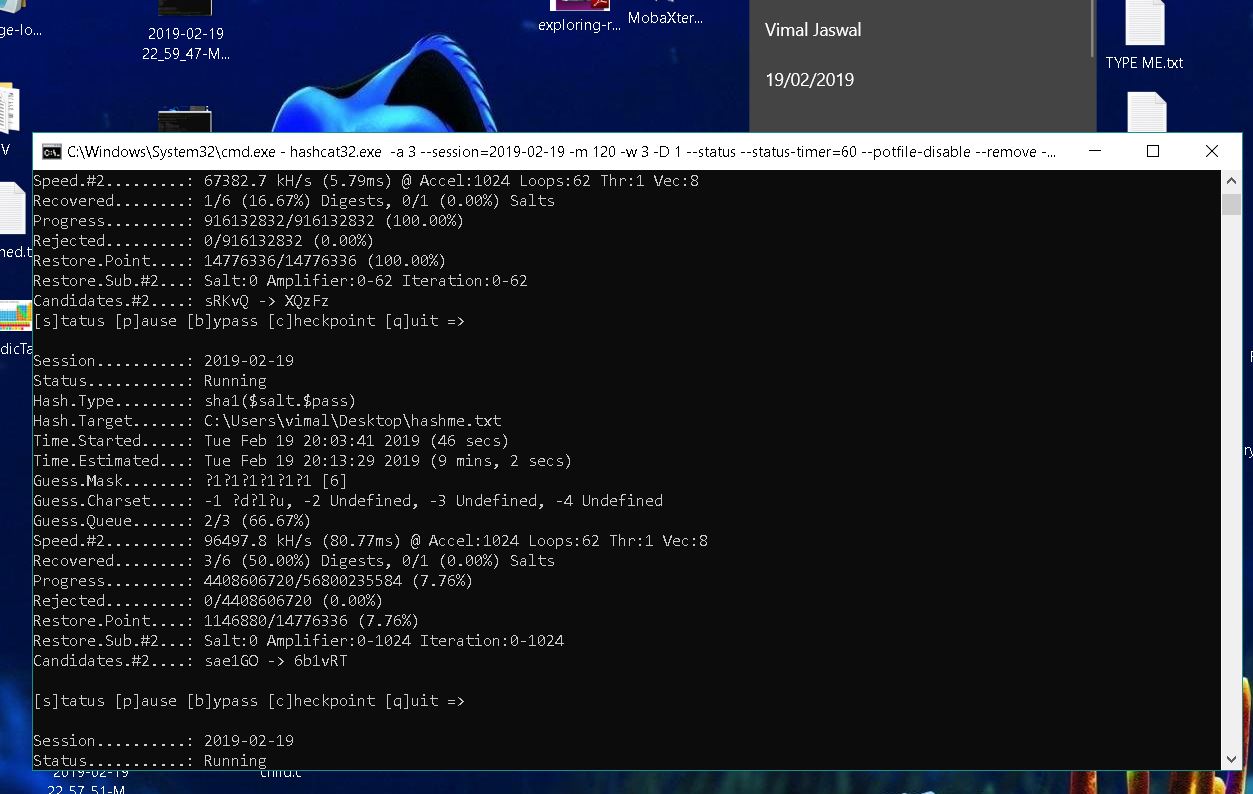 ge-lo...
2019-02-19
22_59_47-M...
exploring-r...
MobaXter...
Vimal Jaswal
19/02/2019
TYPE ME.txt
V
C:\Windows\System32\cmd.exe - hashcat32.exe -a 3 --session=2019-02-19 -m 120 -w 3 -D 1 --status --status-timer=60 --potfile-disable --remove -...
Speed.#2.........: 67382.7 kH/s (5.79ms) @ Accel:1024 Loops:62 Thr:1 Vec:8
Recovered........: 1/6 (16.67%) Digests, 0/1 (0.00%) Salts
Progress.........: 916132832/916132832 (100.00%)
Rejected.........: 0/916132832 (0.00%)
Restore.Point....: 14776336/14776336 (100.00%)
Restore.Sub.#2...: Salt:0 Amplifier:0-62 Iteration:0-62
Candidates.#2....: sRKvQ -> XQzFz
[s]tatus [p]ause [b]ypass [c]heckpoint [q]uit =>
Session..........: 2019-02-19
Status...........: Running
Hash.Type........: sha1($salt.$pass)
Hash.Target......: C:\Users\vimal\Desktop\hashme.txt
Time.Started.....: Tue Feb 19 20:03:41 2019 (46 secs)
Time.Estimated...: Tue Feb 19 20:13:29 2019 (9 mins, 2 secs)
Guess.Mask.......: ?1?1?1?1?1?1 [6]
Guess.Charset....: -1 ?d?l?u, -2 Undefined, -3 Undefined, -4 Undefined
Guess.Queue......: 2/3 (66.67%)
Speed.#2.........: 96497.8 kH/s (80.77ms) @ Accel:1024 Loops:62 Thr:1 Vec:8
Recovered........: 3/6 (50.00%) Digests, 0/1 (0.00%) Salts
Progress.........: 4408606720/56800235584 (7.76%)
Rejected.........: 0/4408606720 (0.00%)
Restore.Point....: 1146880/14776336 (7.76%)
Restore.Sub.#2...: Salt:0 Amplifier:0-1024 Iteration:0-1024
Candidates.#2....: sae1GO -> 6b1vRT
[s]tatus [p]ause [b]ypass [c]heckpoint [q]uit =>
Session..........: 2019-02-19
Status...........: Running
ned.t
dicTa
2019-02-19
22_57_51-M...
cmd.c